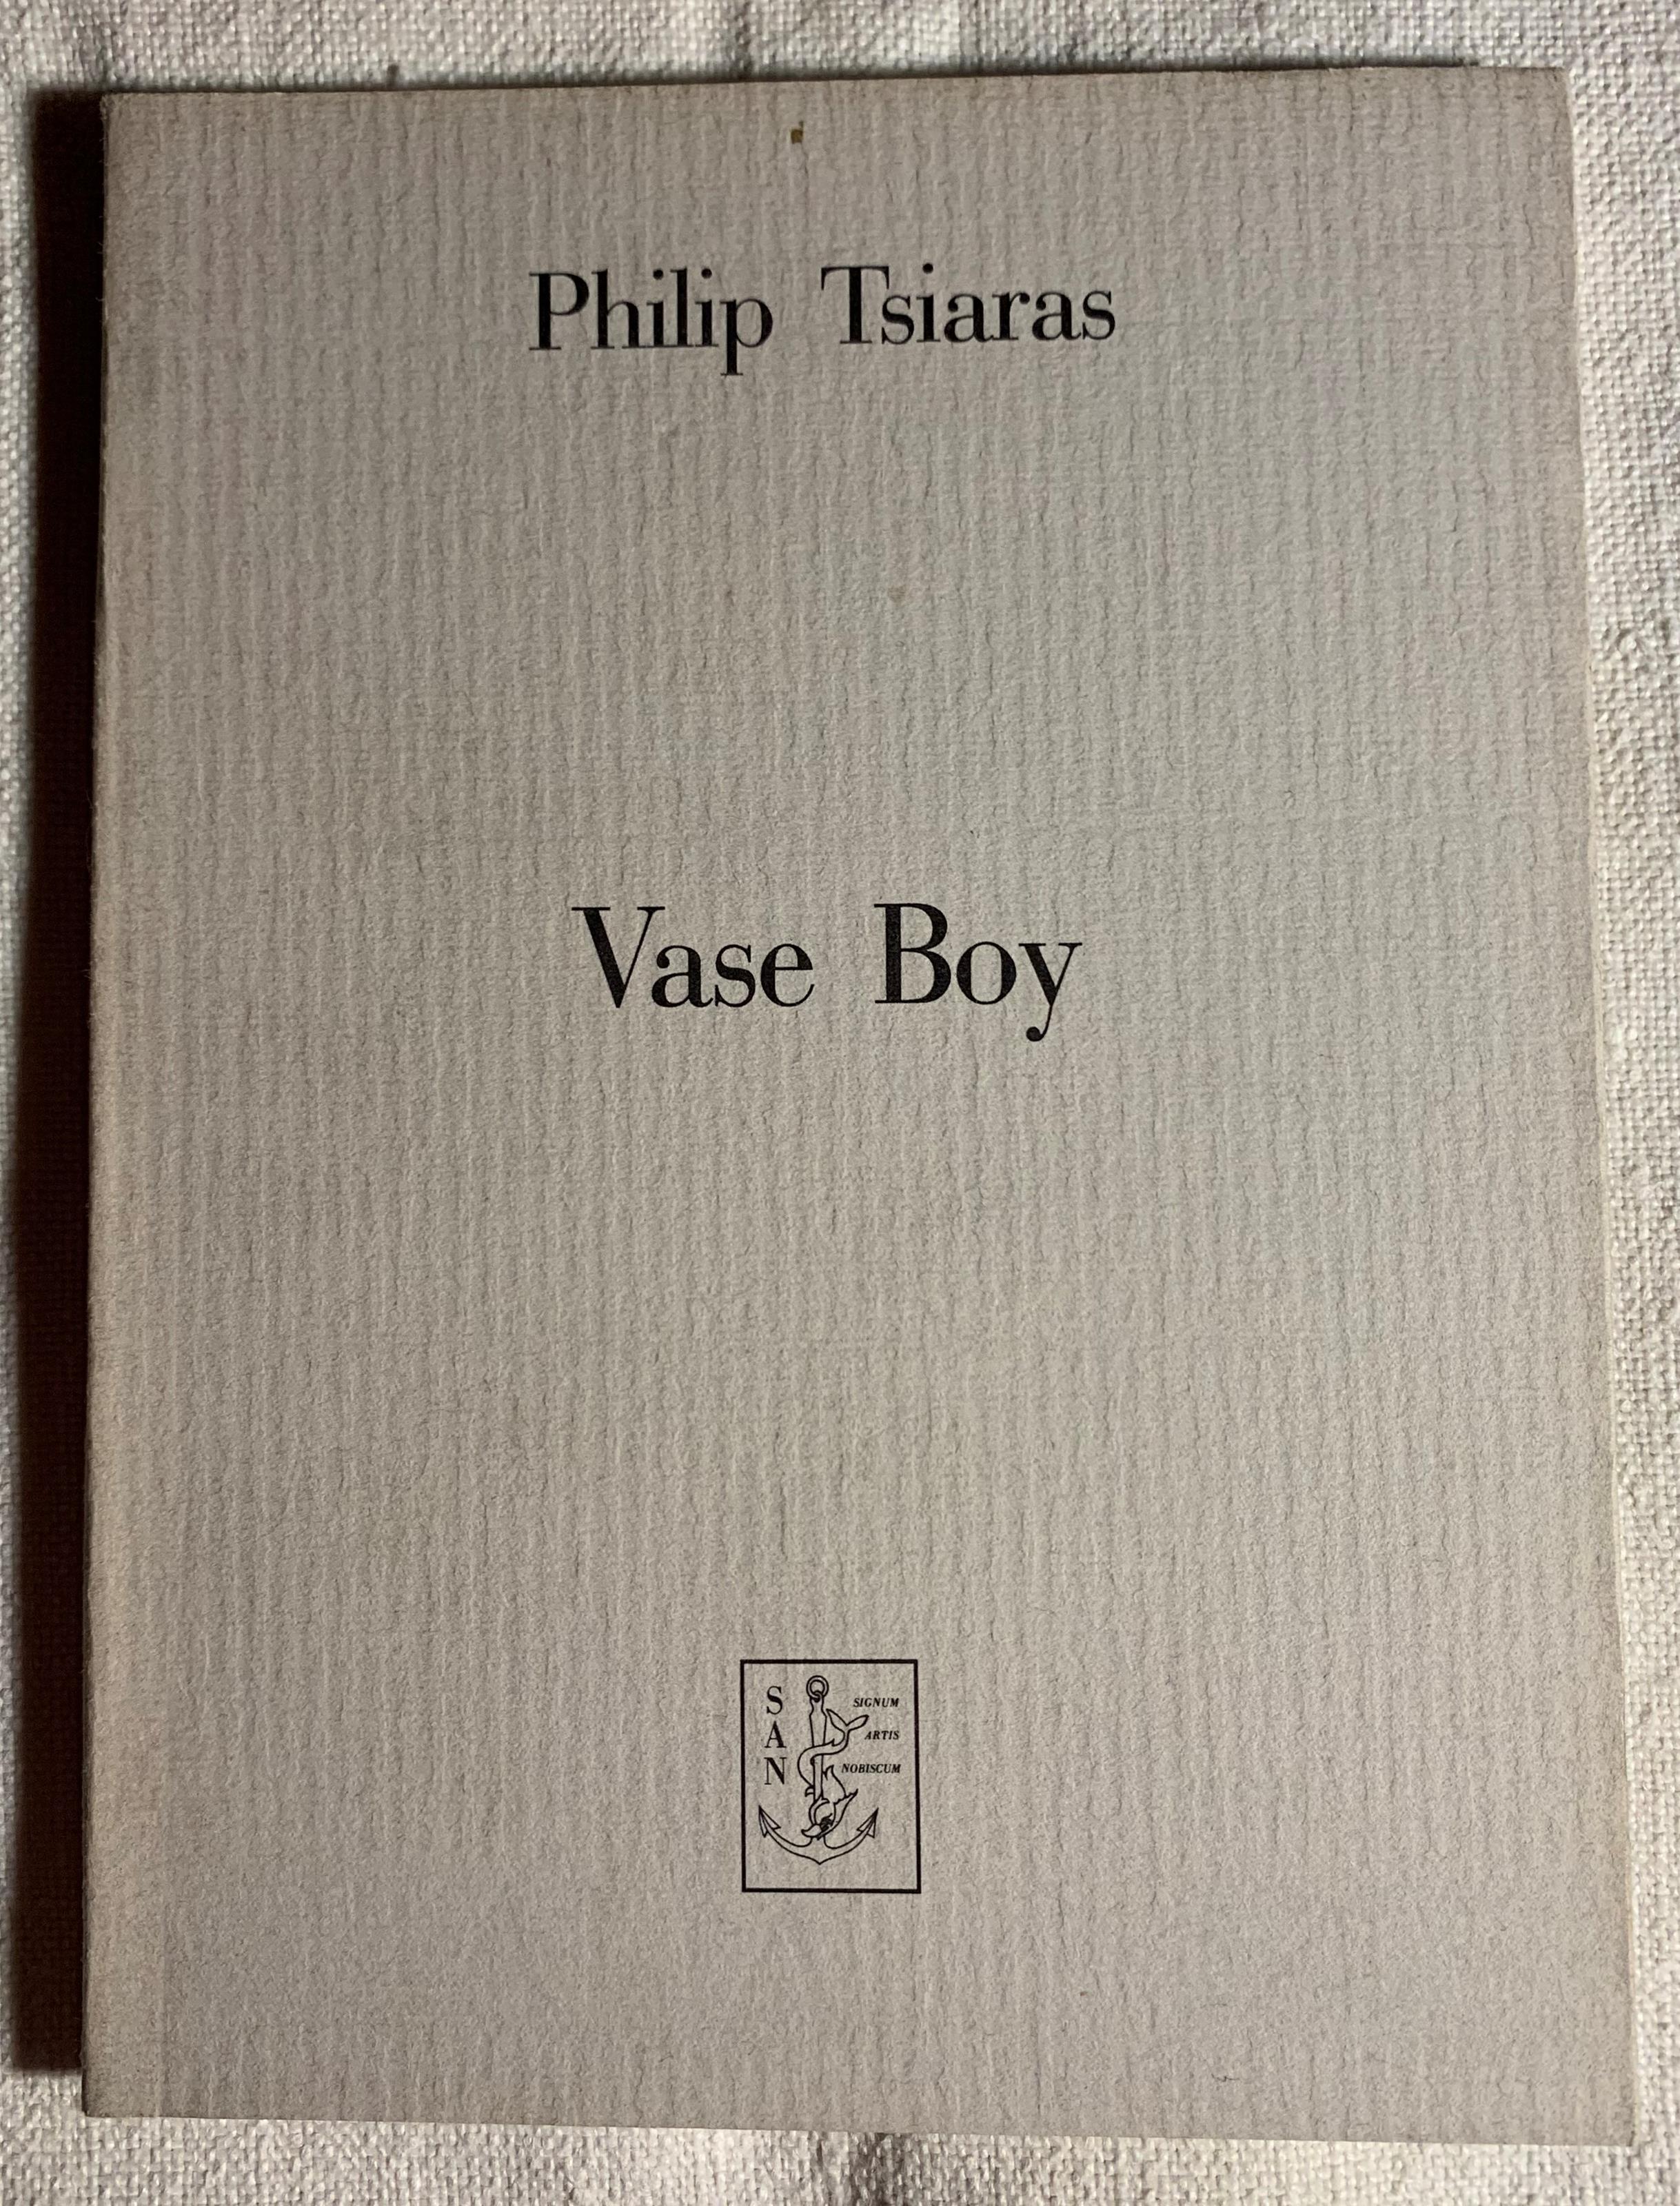 Philip Tsiaras
Vase Boy
S
A
N
SIGNUM
ARTIS
NOBISCUM